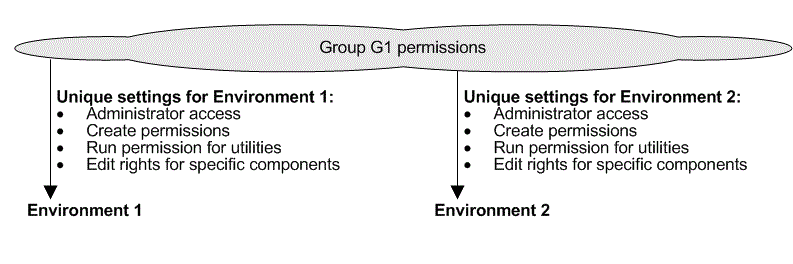 Group G1 permissions
Unique settings for Environment 1:
• Administrator access
• Create permissions
• Run permission for utilities
• Edit rights for specific components
Environment 1
Unique settings for Environment 2:
• Administrator access
• Create permissions
• Run permission for utilities
• Edit rights for specific components
Environment 2